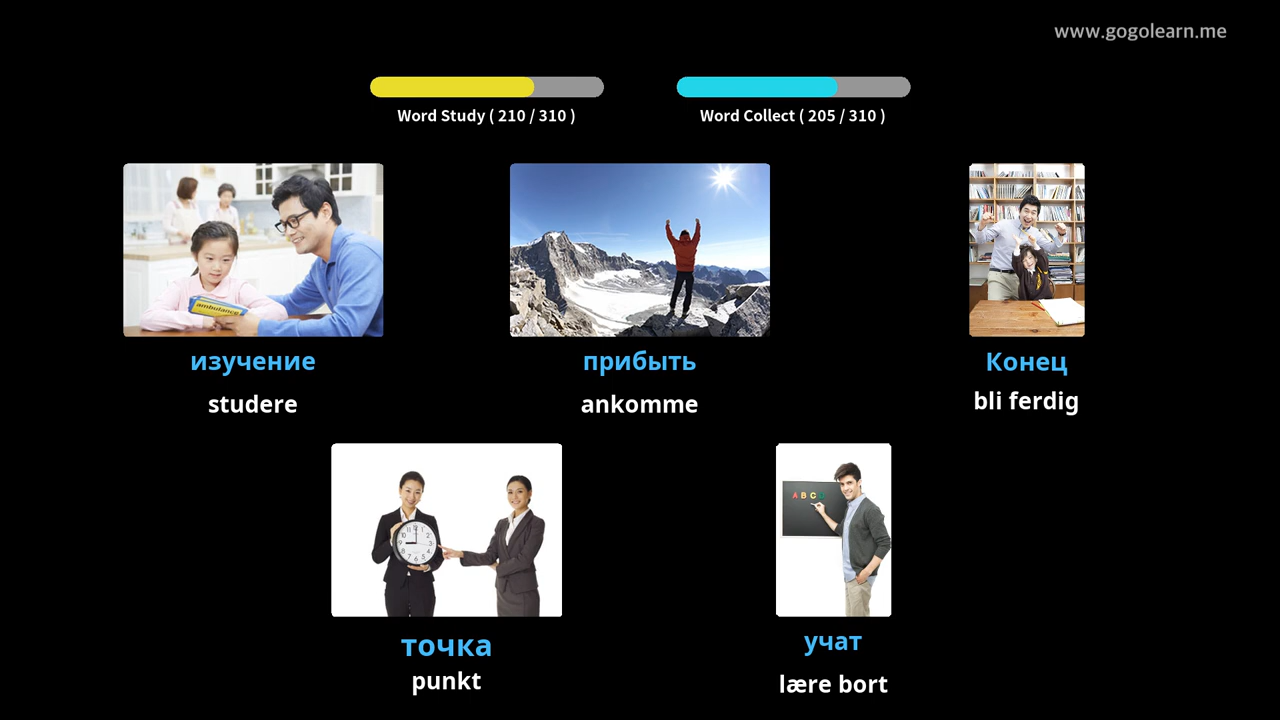 www.gogolearn.me
Word Study ( 210 / 310 )
Word Collect ( 205 / 310 )
ambulance
изучение
studere
прибыть
ankomme
Конец
bli ferdig
A B C D
точка
punkt
учат
lære bort